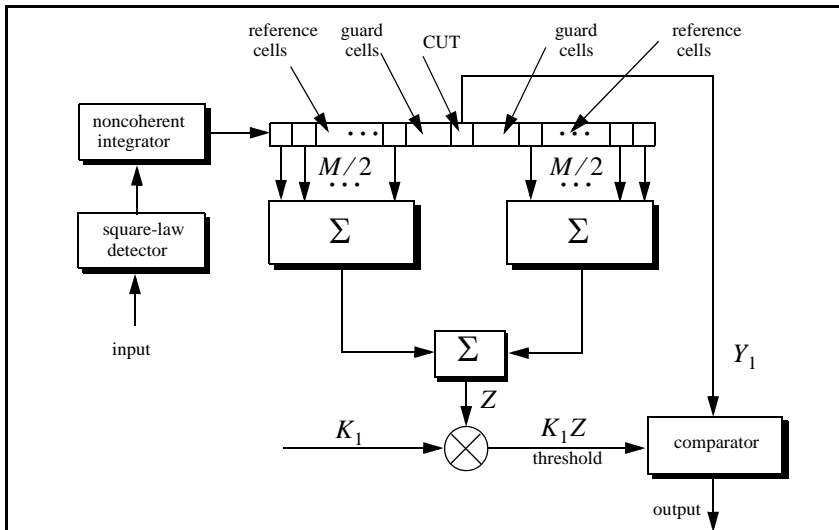 reference
cells
guard
cells
CUT
guard
cells
reference
cells
noncoherent
integrator
...
...
M/2
...
M/2
...
square-law
detector
Σ
Σ
input
Σ
Y1
Z
K1
K1Z
threshold
comparator
output